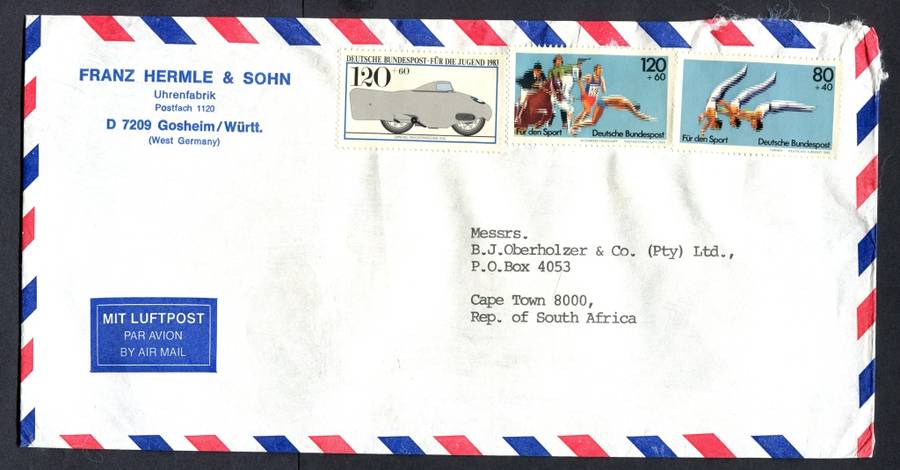 FRANZ HERMLE & SOHN
Uhrenfabrik
Postfach 1120
D 7209 Gosheim/Württ.
(West Germany)
DEUTSCHE BUNDESPOST · FÜR DIE JUGEND 1983
120+60
120
+60
Für den Sport
Deutsche Bundespost
80
+40
Für den Sport
Deutsche Bundespost
Messrs.
B.J.Oberholzer & Co. (Pty) Ltd.,
P.O.Box 4053
Cape Town 8000,
Rep. of South Africa
MIT LUFTPOST
PAR AVION
BY AIR MAIL